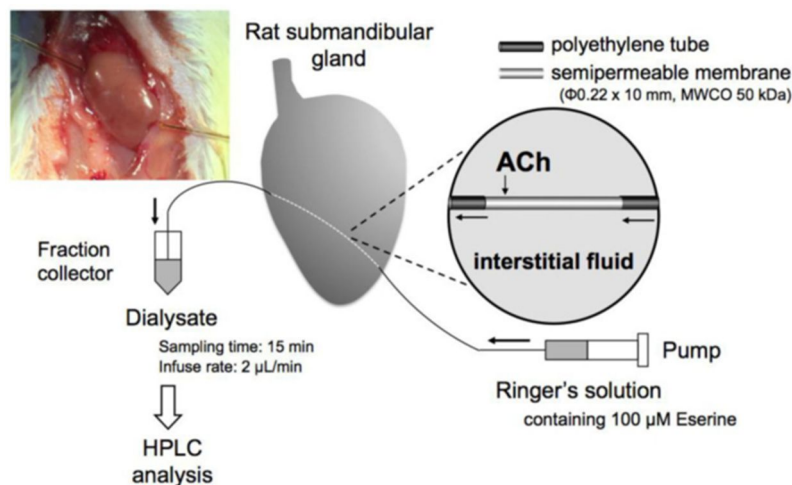 Rat submandibular
gland
polyethylene tube
semipermeable membrane
(Φ0.22 x 10 mm, MWCO 50 kDa)
ACh
interstitial fluid
Fraction
collector
Dialysate
Sampling time: 15 min
Infuse rate: 2 µL/min
HPLC
analysis
Pump
Ringer's solution
containing 100 µM Eserine